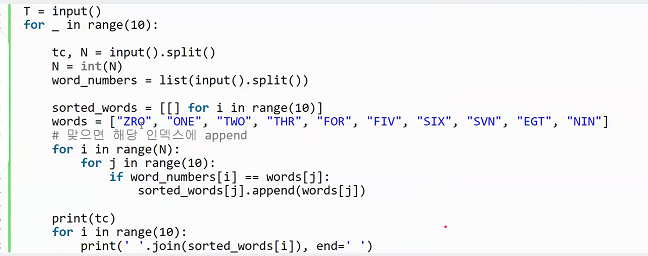 T = input()
for _ in range(10):
    tc, N = input().split()
    N = int(N)
    word_numbers = list(input().split())
    sorted_words = [[] for i in range(10)]
    words = ["ZRO", "ONE", "TWO", "THR", "FOR", "FIV", "SIX", "SVN", "EGT", "NIN"]
    # 맞으면 해당 인덱스에 append
    for i in range(N):
        for j in range(10):
            if word_numbers[i] == words[j]:
                sorted_words[j].append(words[j])
    print(tc)
    for i in range(10):
        print(' '.join(sorted_words[i]), end=' ')